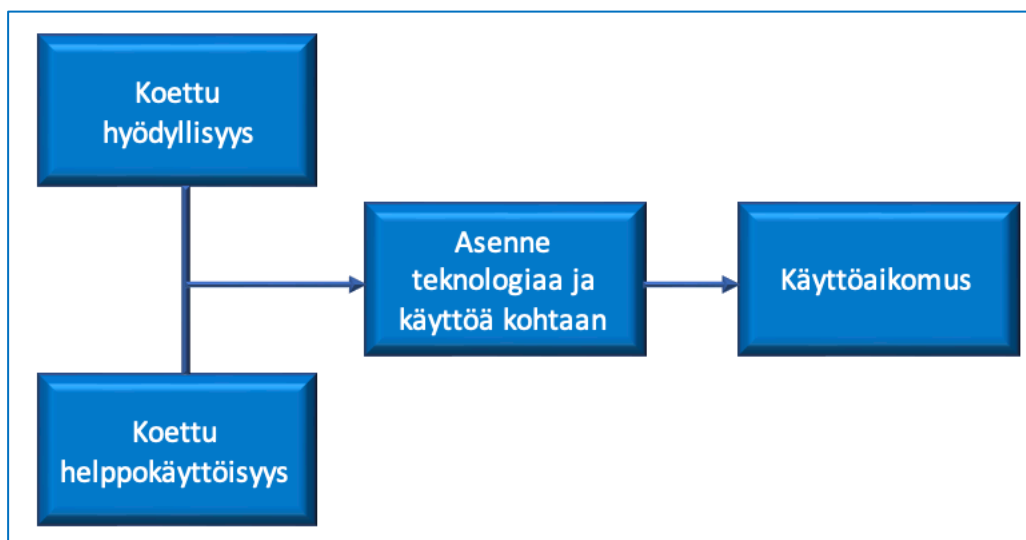 Koettu
hyödyllisyys
Asenne
teknologiaa ja
käyttöä kohtaan
Käyttöaikomus
Koettu
helppokäyttöisyys